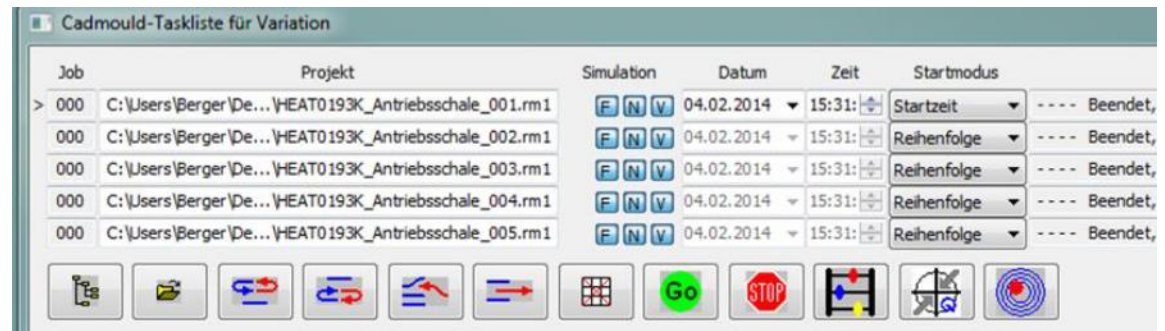 Cadmould-Taskliste für Variation
Job Projekt Simulation Datum Zeit Startmodus
> 000 C:\Users\Berger\De...\HEAT0193K_Antriebsschale_001.rm1 F N V 04.02.2014 15:31: Startzeit - - - - Beendet,
000 C:\Users\Berger\De...\HEAT0193K_Antriebsschale_002.rm1 F N V 04.02.2014 15:31: Reihenfolge - - - - Beendet,
000 C:\Users\Berger\De...\HEAT0193K_Antriebsschale_003.rm1 F N V 04.02.2014 15:31: Reihenfolge - - - - Beendet,
000 C:\Users\Berger\De...\HEAT0193K_Antriebsschale_004.rm1 F N V 04.02.2014 15:31: Reihenfolge - - - - Beendet,
000 C:\Users\Berger\De...\HEAT0193K_Antriebsschale_005.rm1 F N V 04.02.2014 15:31: Reihenfolge - - - - Beendet,
Go STOP Q